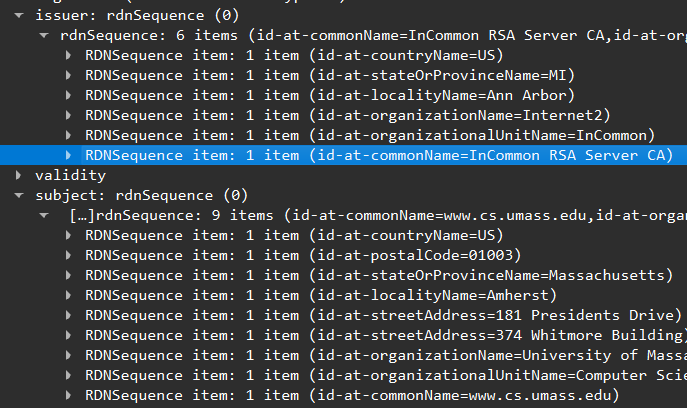 issuer: rdnSequence (0)
rdnSequence: 6 items (id-at-commonName=InCommon RSA Server CA,id-at-or
RDNSequence item: 1 item (id-at-countryName=US)
RDNSequence item: 1 item (id-at-stateOrProvinceName=MI)
RDNSequence item: 1 item (id-at-localityName=Ann Arbor)
RDNSequence item: 1 item (id-at-organizationName=Internet2)
RDNSequence item: 1 item (id-at-organizationalUnitName=InCommon)
RDNSequence item: 1 item (id-at-commonName=InCommon RSA Server CA)
validity
subject: rdnSequence (0)
[…]rdnSequence: 9 items (id-at-commonName=www.cs.umass.edu,id-at-organ
RDNSequence item: 1 item (id-at-countryName=US)
RDNSequence item: 1 item (id-at-postalCode=01003)
RDNSequence item: 1 item (id-at-stateOrProvinceName=Massachusetts)
RDNSequence item: 1 item (id-at-localityName=Amherst)
RDNSequence item: 1 item (id-at-streetAddress=181 Presidents Drive)
RDNSequence item: 1 item (id-at-streetAddress=374 Whitmore Building)
RDNSequence item: 1 item (id-at-organizationName=University of Massa
RDNSequence item: 1 item (id-at-organizationalUnitName=Computer Scie
RDNSequence item: 1 item (id-at-commonName=www.cs.umass.edu)